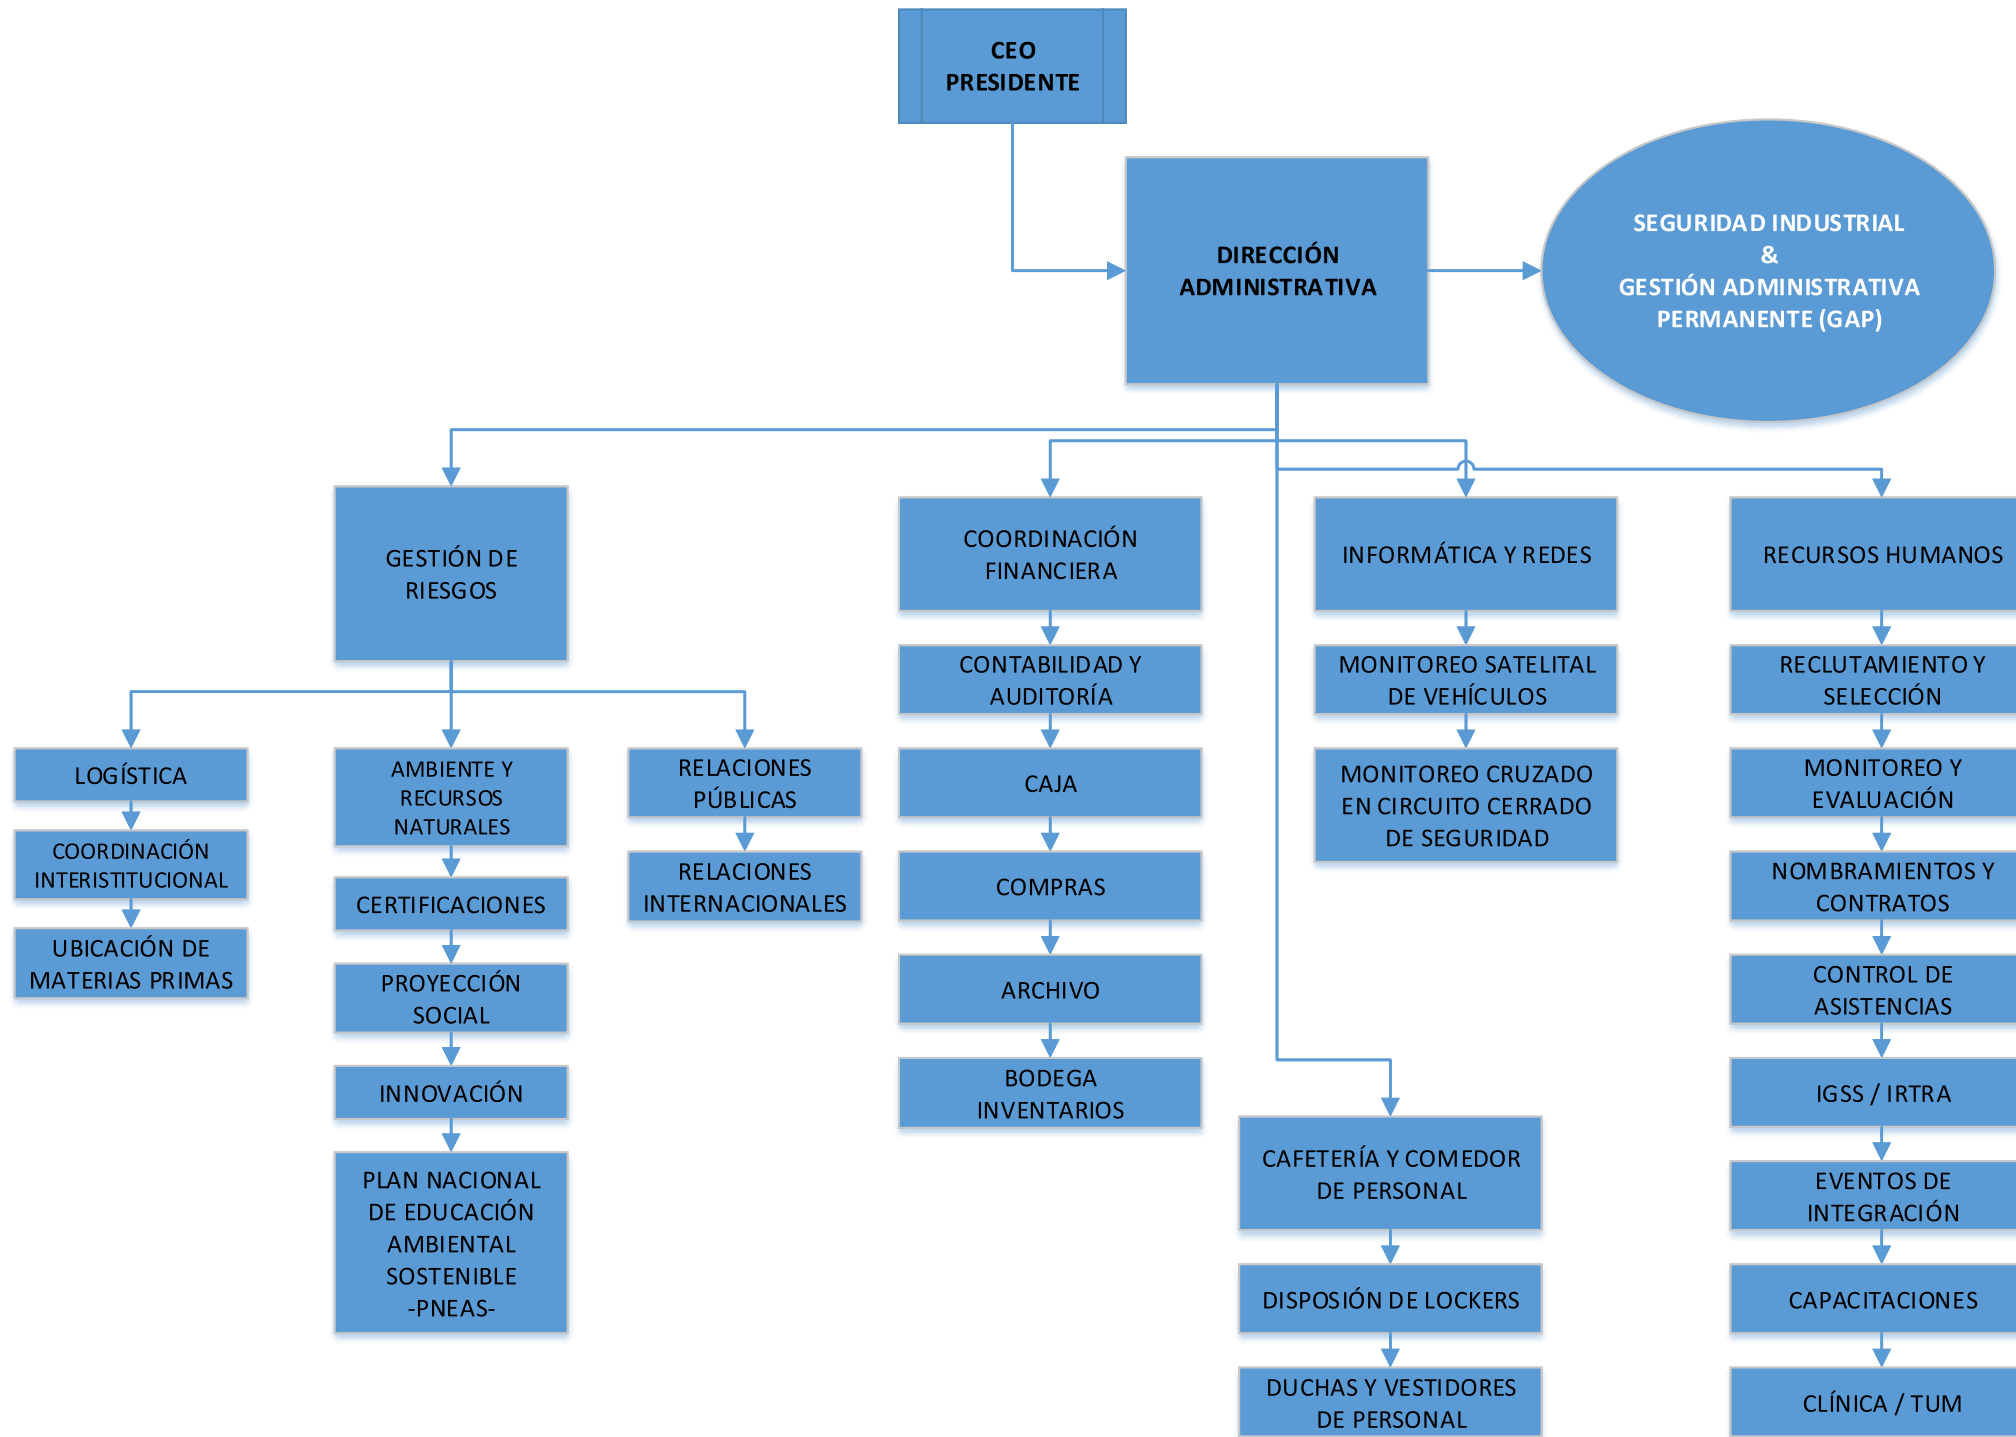 CEO
PRESIDENTE
DIRECCIÓN
ADMINISTRATIVA
SEGURIDAD INDUSTRIAL
&
GESTIÓN ADMINISTRATIVA
PERMANENTE (GAP)
GESTIÓN DE
RIESGOS
LOGÍSTICA
COORDINACIÓN
INTERISTITUCIONAL
UBICACIÓN DE
MATERIAS PRIMAS
AMBIENTE Y
RECURSOS
NATURALES
CERTIFICACIONES
PROYECCIÓN
SOCIAL
INNOVACIÓN
PLAN NACIONAL
DE EDUCACIÓN
AMBIENTAL
SOSTENIBLE
-PNEAS-
RELACIONES
PÚBLICAS
RELACIONES
INTERNACIONALES
COORDINACIÓN
FINANCIERA
CONTABILIDAD Y
AUDITORÍA
CAJA
COMPRAS
ARCHIVO
BODEGA
INVENTARIOS
INFORMÁTICA Y REDES
MONITOREO SATELITAL
DE VEHÍCULOS
MONITOREO CRUZADO
EN CIRCUITO CERRADO
DE SEGURIDAD
CAFETERÍA Y COMEDOR
DE PERSONAL
DISPOSIÓN DE LOCKERS
DUCHAS Y VESTIDORES
DE PERSONAL
RECURSOS HUMANOS
RECLUTAMIENTO Y
SELECCIÓN
MONITOREO Y
EVALUACIÓN
NOMBRAMIENTOS Y
CONTRATOS
CONTROL DE
ASISTENCIAS
IGSS / IRTRA
EVENTOS DE
INTEGRACIÓN
CAPACITACIONES
CLÍNICA / TUM